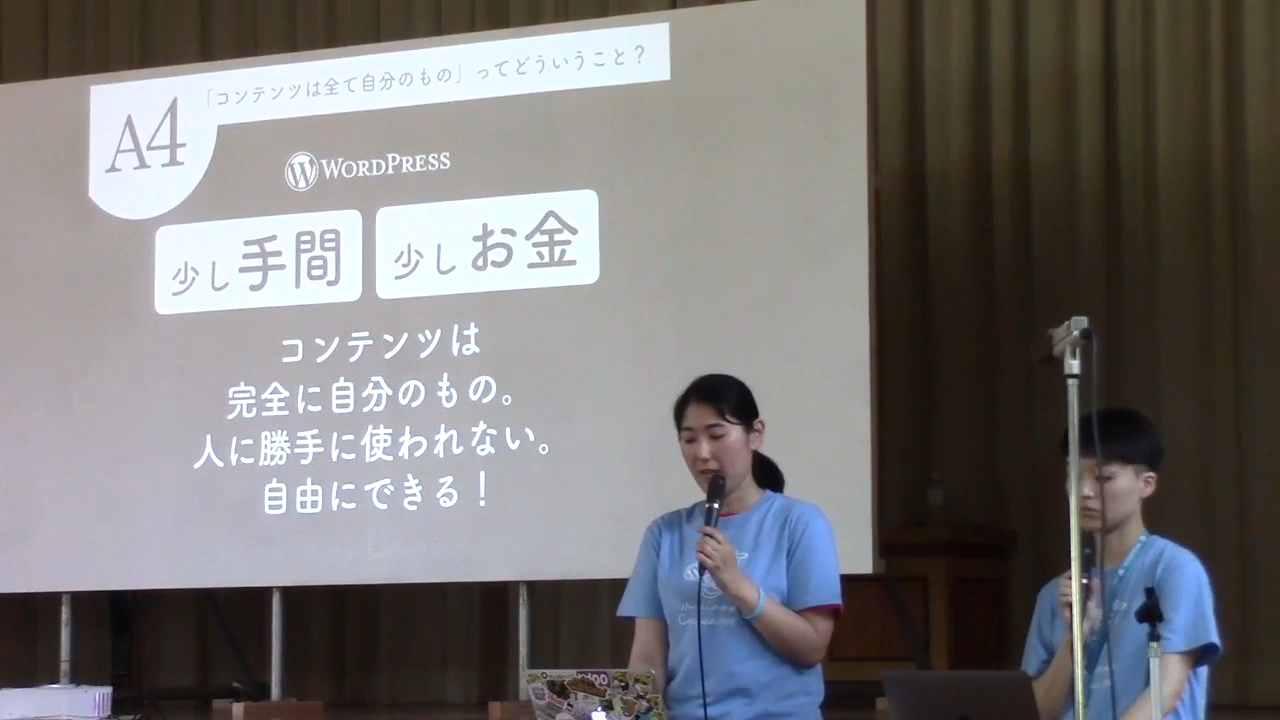 「コンテンツは全て自分のもの」ってどういうこと？
A4
WORDPRESS
少し手間
少しお金
コンテンツは
完全に自分のもの。
人に勝手に使われない。
自由にできる！